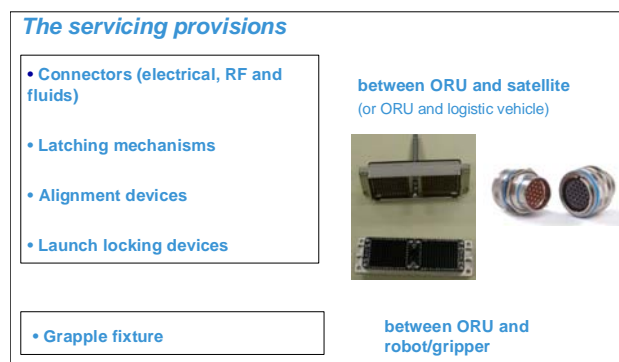 The servicing provisions
• Connectors (electrical, RF and
fluids)
• Latching mechanisms
• Alignment devices
• Launch locking devices
between ORU and satellite
(or ORU and logistic vehicle)
• Grapple fixture
between ORU and
robot/gripper